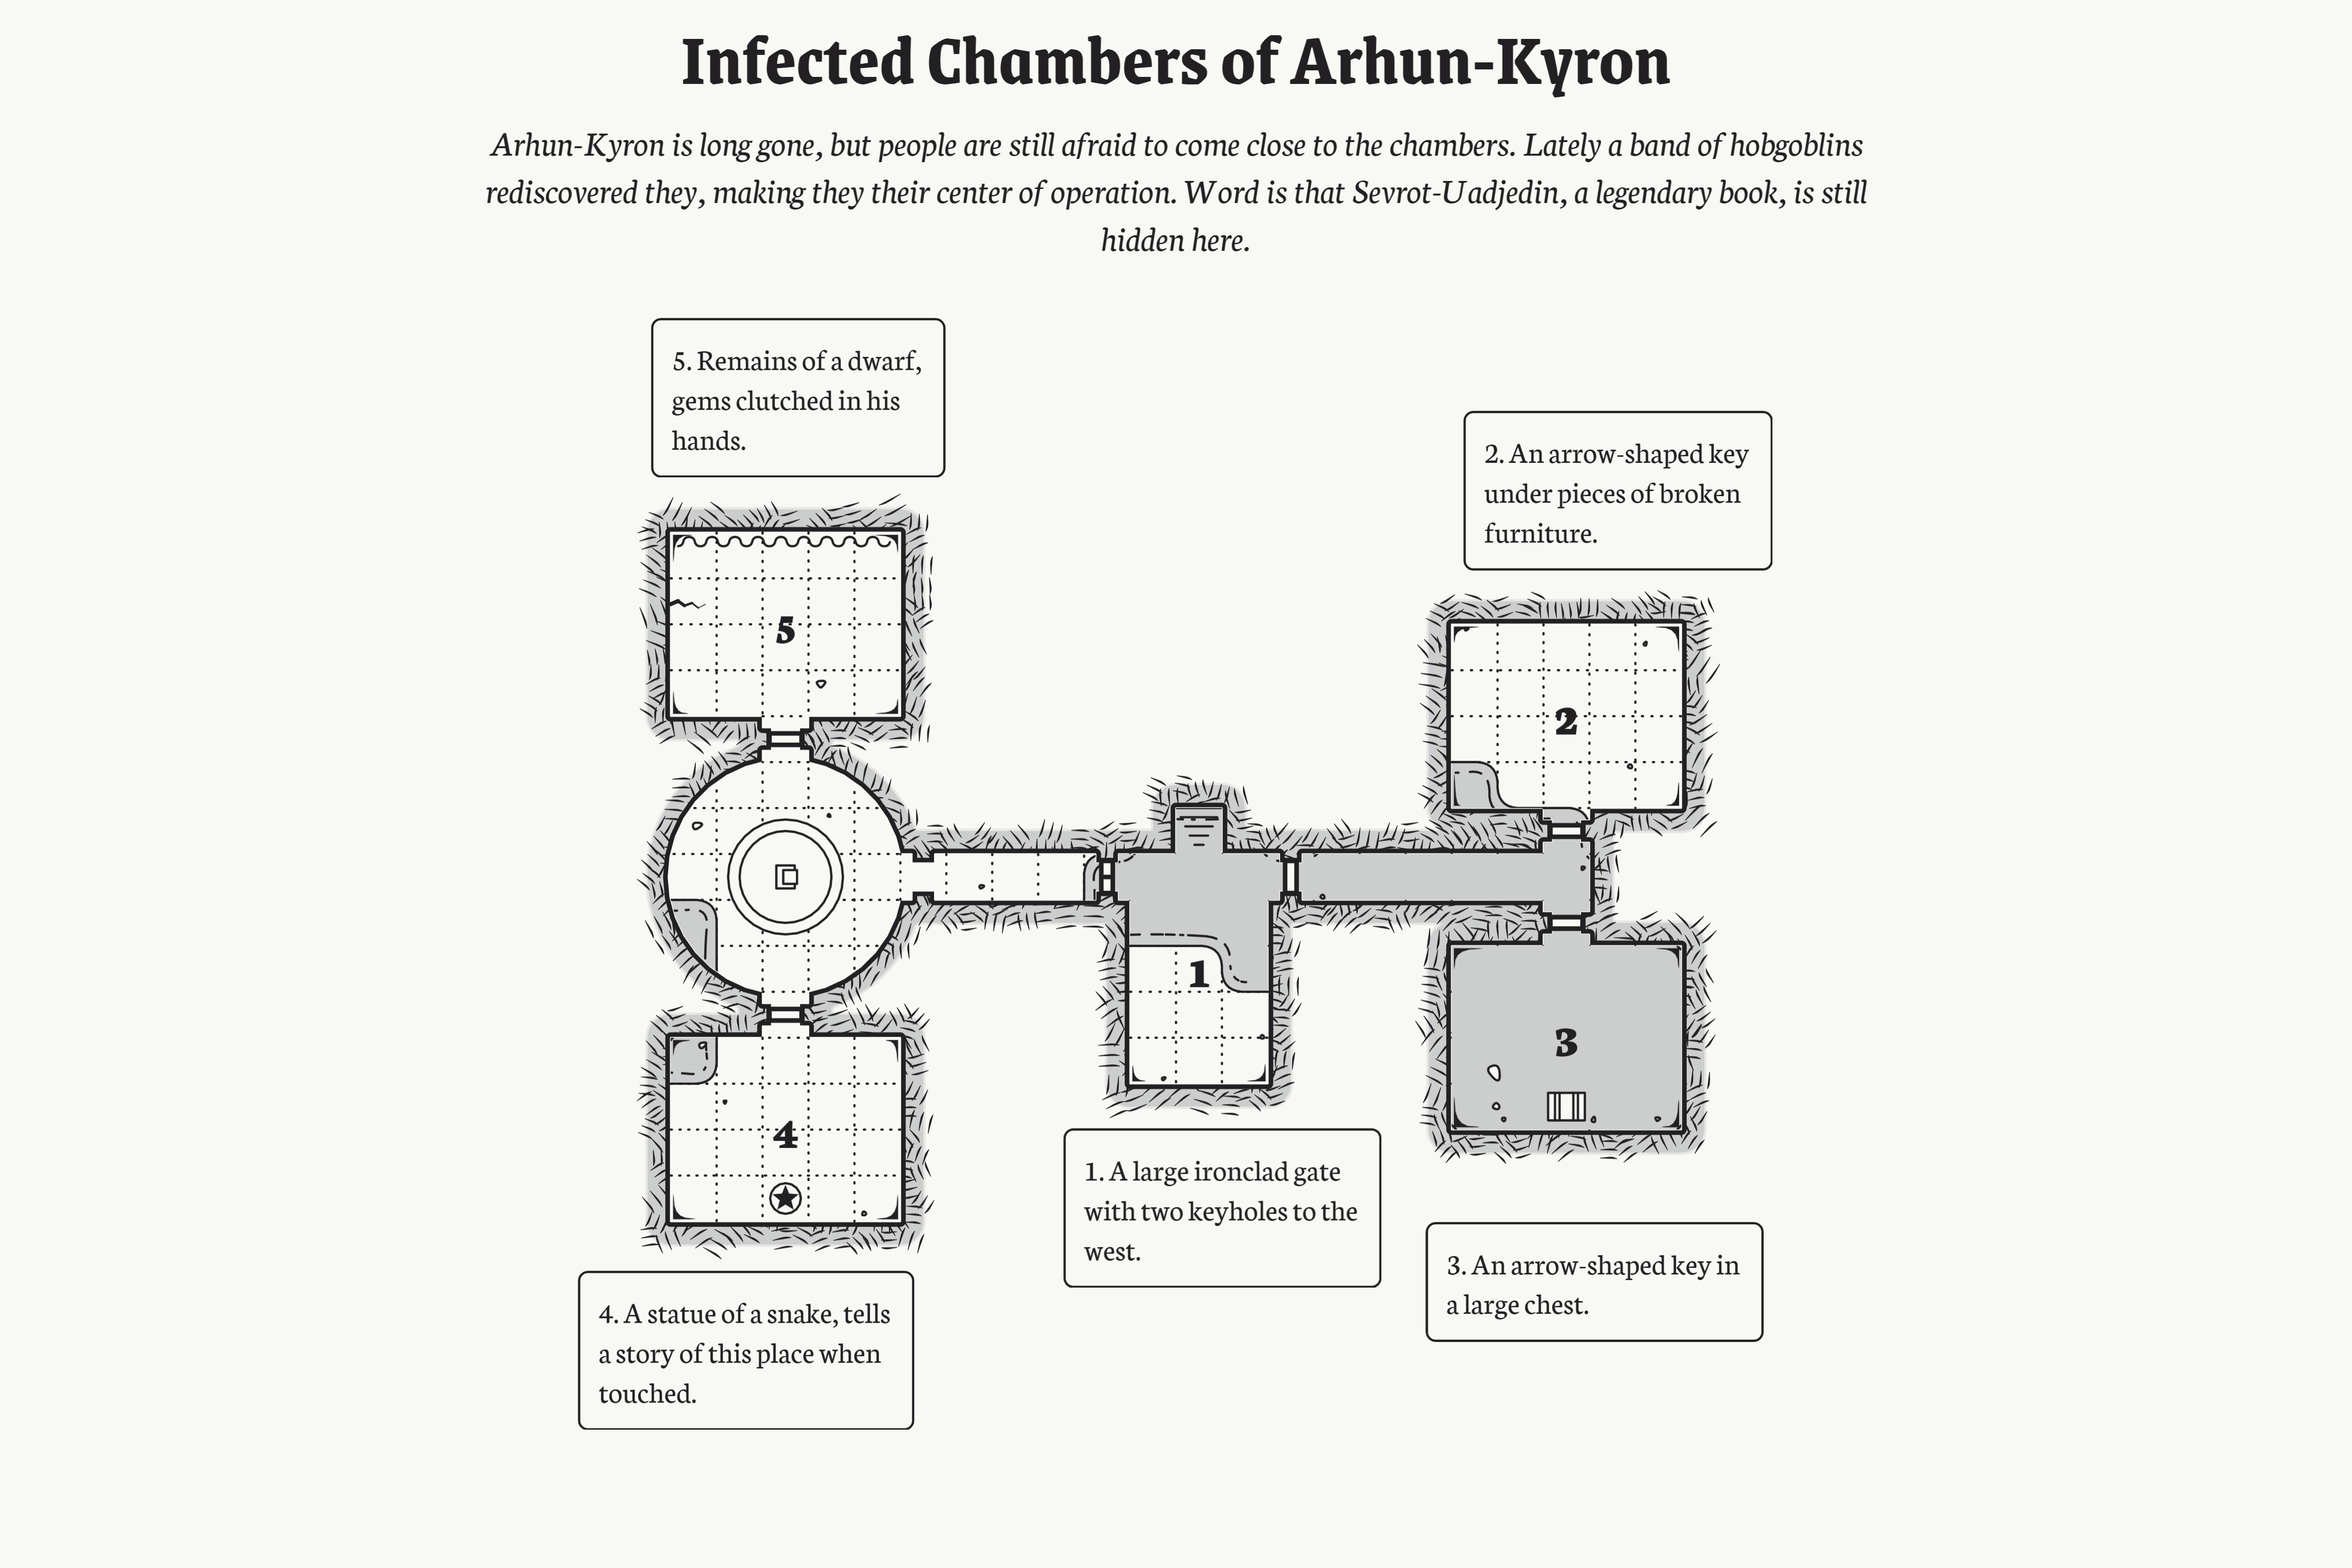 Infected Chambers of Arhun-Kyron
Arhun-Kyron is long gone, but people are still afraid to come close to the chambers. Lately a band of hobgoblins
rediscovered they, making they their center of operation. Word is that Sevrot-Uadjedin, a legendary book, is still
hidden here.
5. Remains of a dwarf,
gems clutched in his
hands.
2. An arrow-shaped key
under pieces of broken
furniture.
5
2
1
3
4
1. A large ironclad gate
with two keyholes to the
west.
3. An arrow-shaped key in
a large chest.
4. A statue of a snake, tells
a story of this place when
touched.